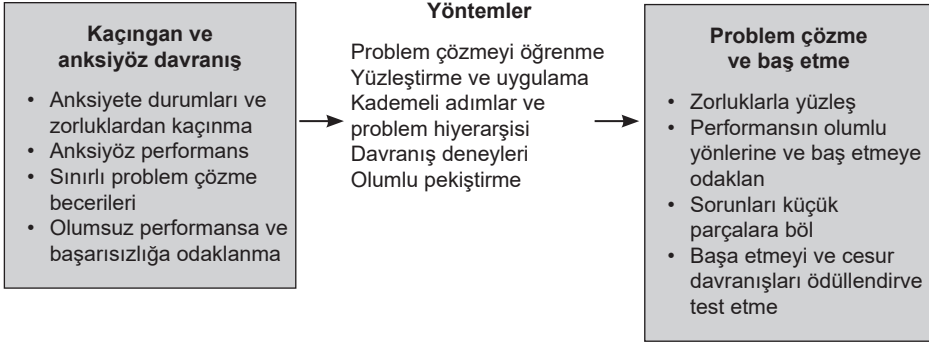 Kaçıngan ve
anksiyöz davranış
• Anksiyete durumları ve
zorluklardan kaçınma
• Anksiyöz performans
• Sınırlı problem çözme
becerileri
• Olumsuz performansa ve
başarısızlığa odaklanma
Yöntemler
Problem çözmeyi öğrenme
Yüzleştirme ve uygulama
Kademeli adımlar ve
problem hiyerarşisi
Davranış deneyleri
Olumlu pekiştirme
Problem çözme
ve baş etme
• Zorluklarla yüzleş
• Performansın olumlu
yönlerine ve baş etmeye
odaklan
• Sorunları küçük
parçalara böl
• Başa etmeyi ve cesur
davranışları ödüllendirve
test etme